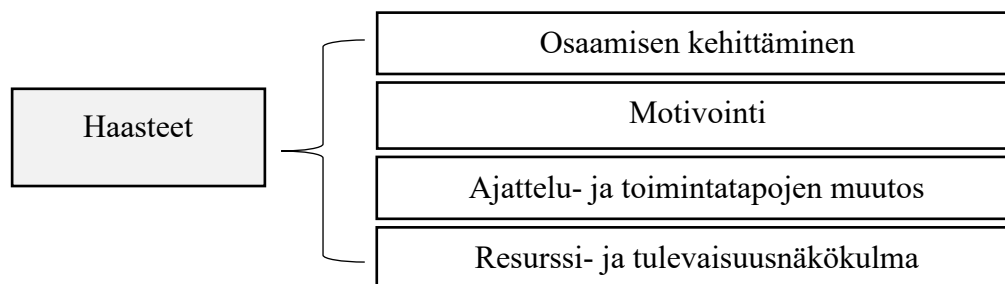 Haasteet
Osaamisen kehittäminen
Motivointi
Ajattelu- ja toimintatapojen muutos
Resurssi- ja tulevaisuusnäkökulma